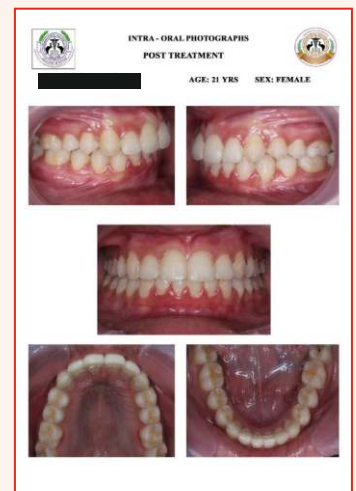 INTRA - ORAL PHOTOGRAPHS
POST TREATMENT
AGE: 21 YRS SEX: FEMALE